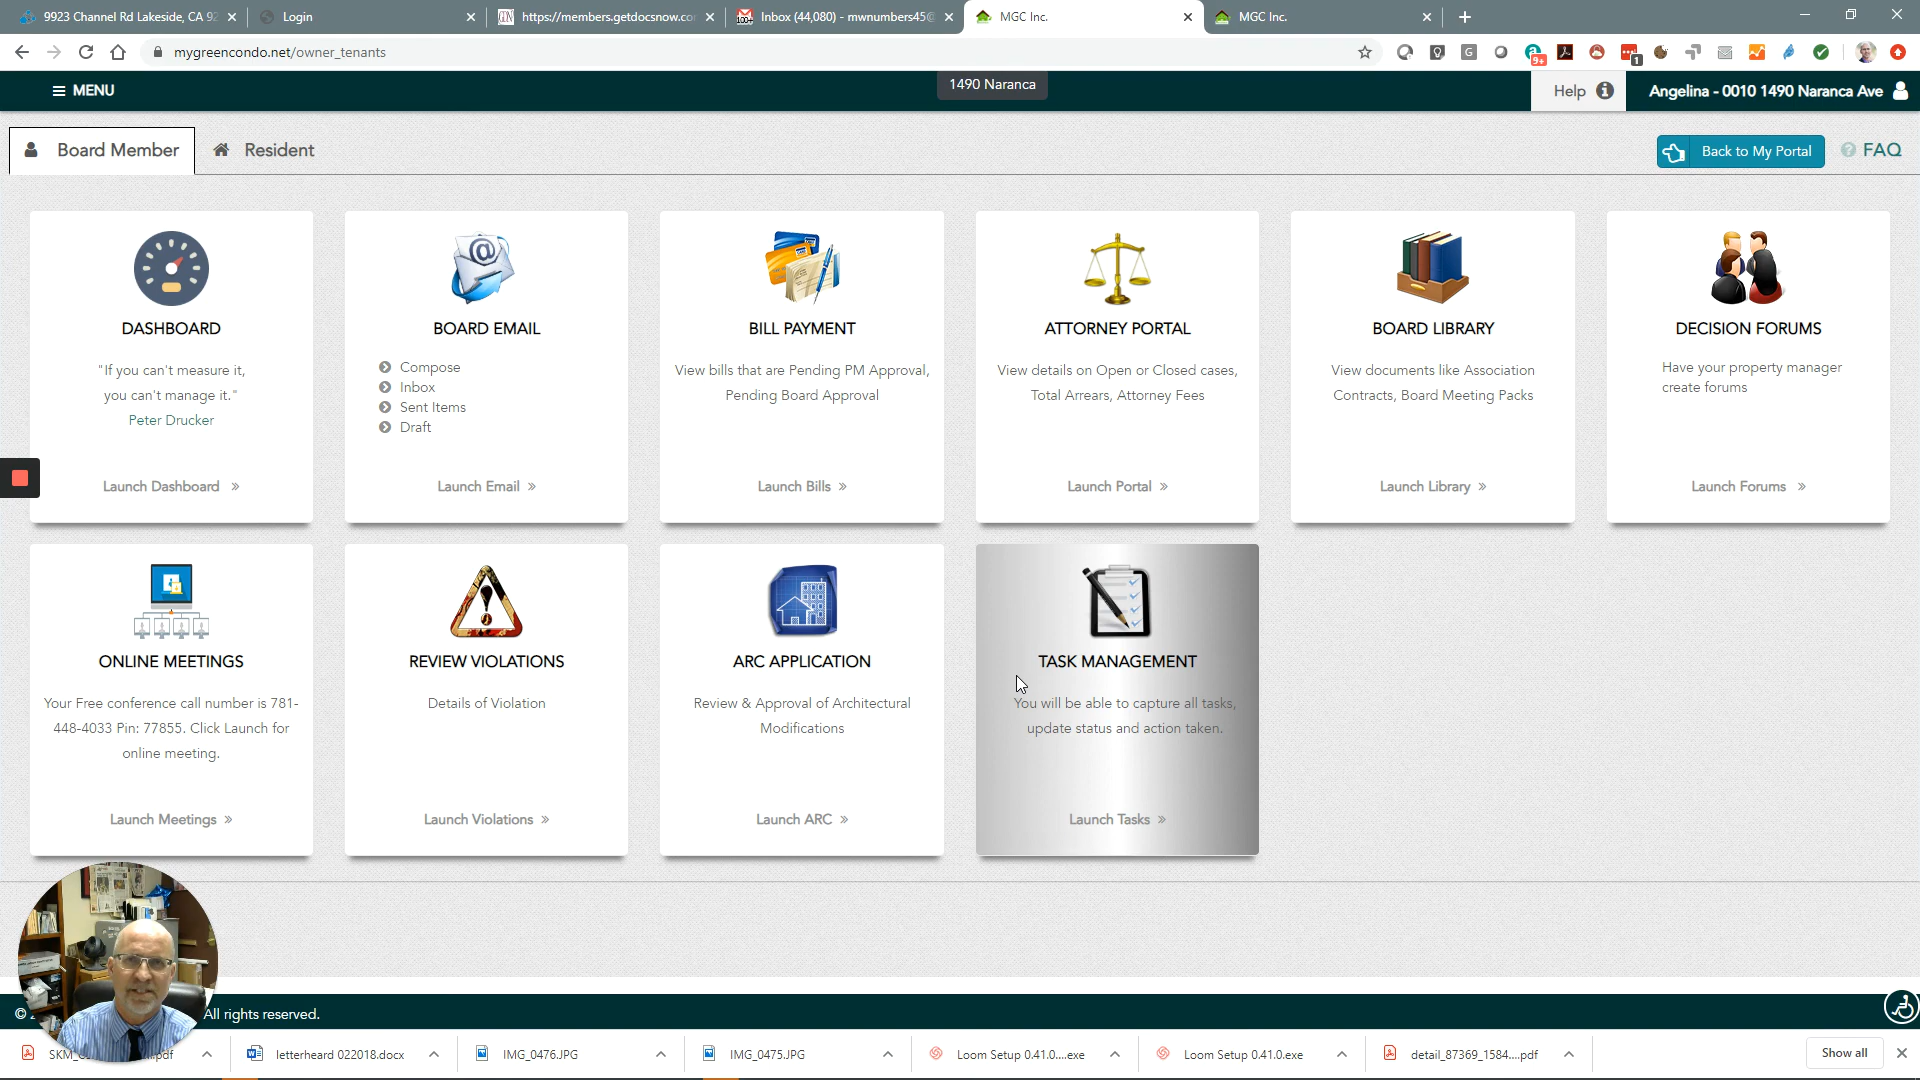 9923 Channel Rd Lakeside, CA 92
Login
https://members.getdocsnow.co
Inbox (44,080) - mwnumbers45@
MGC Inc.
MGC Inc.
mygreencondo.net/owner_tenants
9+
1
MENU
1490 Naranca
Help
Angelina - 0010 1490 Naranca Ave
Board Member
Resident
Back to My Portal
FAQ
DASHBOARD
"If you can't measure it,
you can't manage it."
Peter Drucker
Launch Dashboard »
BOARD EMAIL
Compose
Inbox
Sent Items
Draft
Launch Email »
BILL PAYMENT
View bills that are Pending PM Approval,
Pending Board Approval
Launch Bills »
ATTORNEY PORTAL
View details on Open or Closed cases,
Total Arrears, Attorney Fees
Launch Portal »
BOARD LIBRARY
View documents like Association
Contracts, Board Meeting Packs
Launch Library »
DECISION FORUMS
Have your property manager
create forums
Launch Forums »
ONLINE MEETINGS
Your Free conference call number is 781-
448-4033 Pin: 77855. Click Launch for
online meeting.
Launch Meetings »
REVIEW VIOLATIONS
Details of Violation
Launch Violations »
ARC APPLICATION
Review & Approval of Architectural
Modifications
Launch ARC »
TASK MANAGEMENT
You will be able to capture all tasks,
update status and action taken.
Launch Tasks »
©
All rights reserved.
letterheard 022018.docx
IMG_0476.JPG
IMG_0475.JPG
Loom Setup 0.41.0....exe
Loom Setup 0.41.0.exe
detail_87369_1584....pdf
Show all